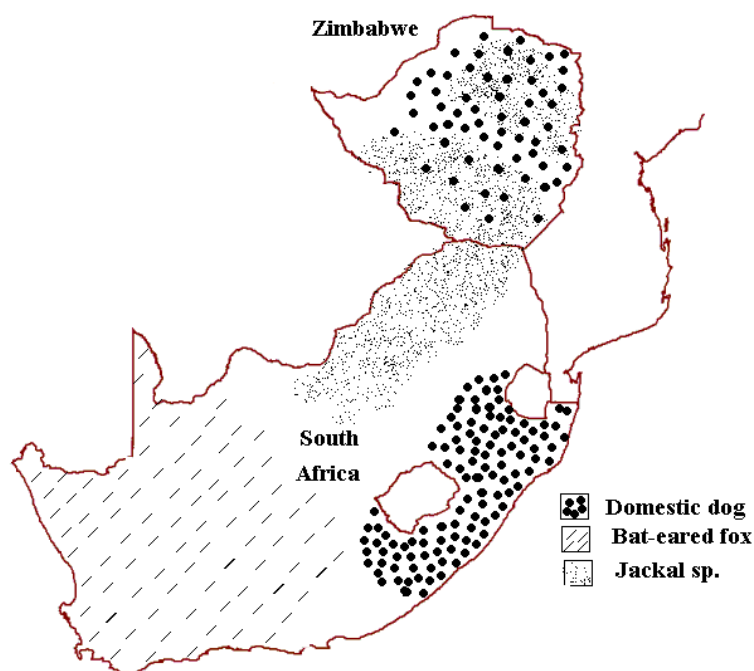 Zimbabwe
South
Africa
Domestic dog
Bat-eared fox
Jackal sp.